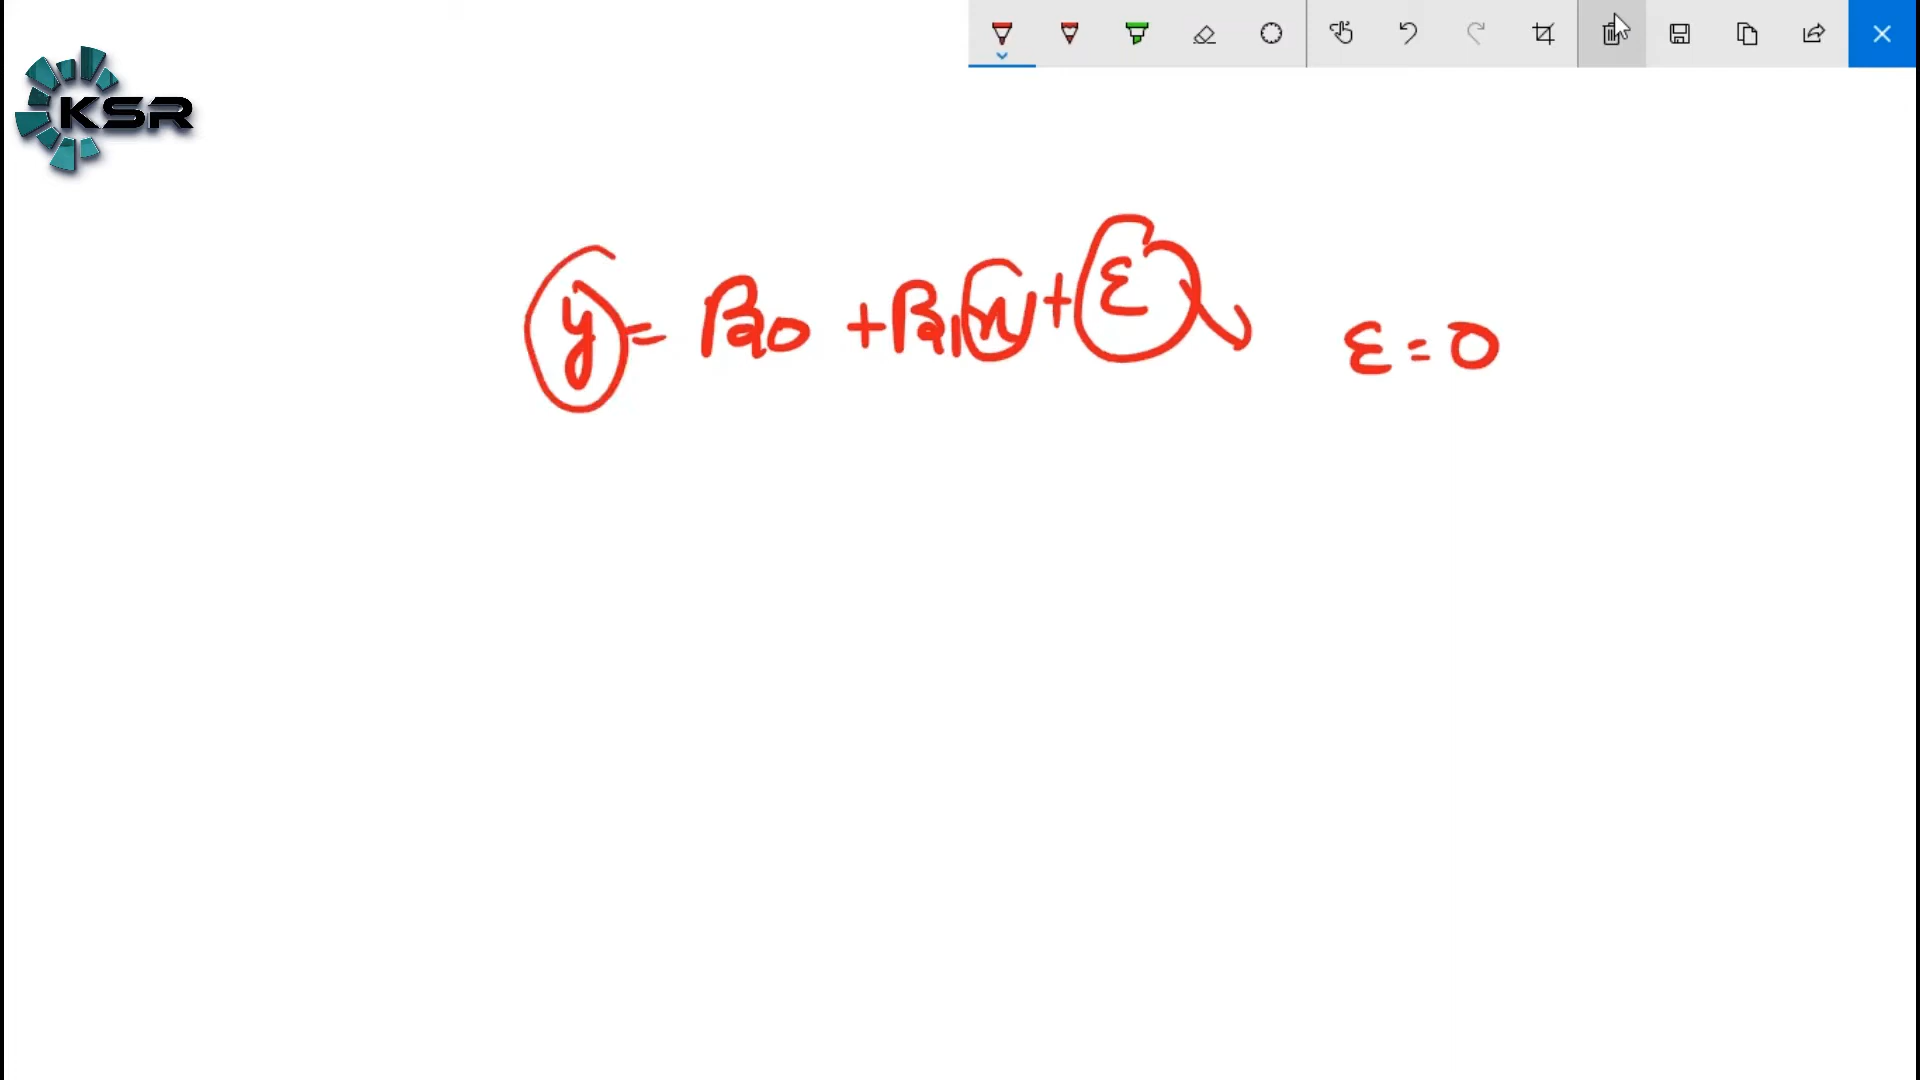 KSR
y = β0 + β1x + ε
ε = 0